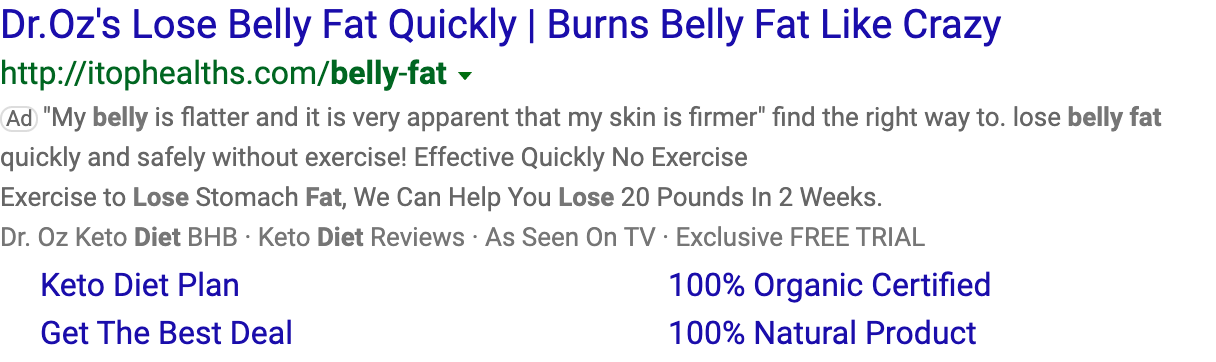 Dr.Oz's Lose Belly Fat Quickly | Burns Belly Fat Like Crazy
http://itophealths.com/belly-fat
Ad "My belly is flatter and it is very apparent that my skin is firmer" find the right way to. lose belly fat
quickly and safely without exercise! Effective Quickly No Exercise
Exercise to Lose Stomach Fat, We Can Help You Lose 20 Pounds In 2 Weeks.
Dr. Oz Keto Diet BHB · Keto Diet Reviews · As Seen On TV · Exclusive FREE TRIAL
Keto Diet Plan
100% Organic Certified
Get The Best Deal
100% Natural Product